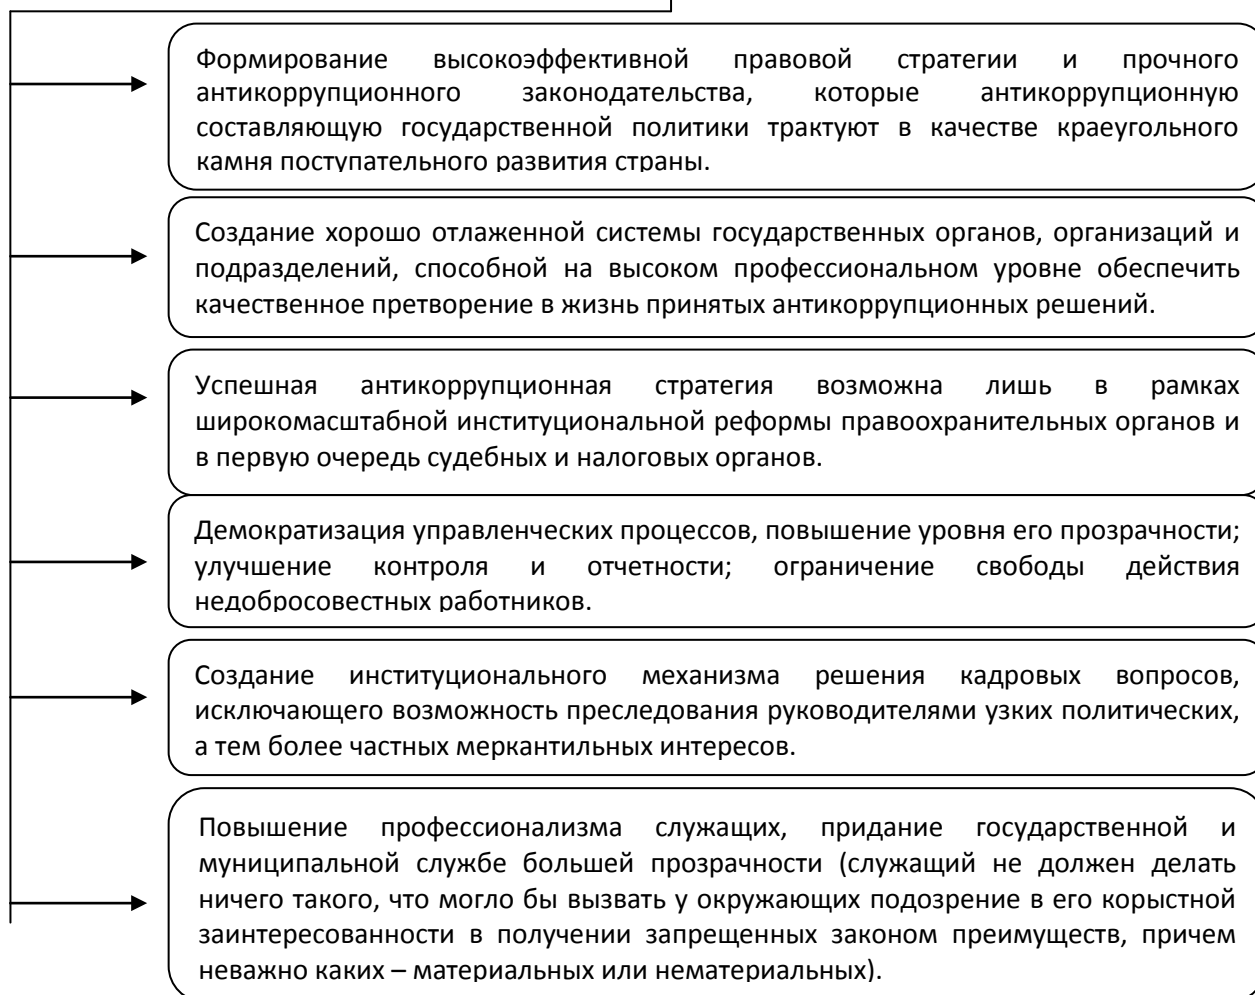 Формирование высокоэффективной правовой стратегии и прочного
антикоррупционного законодательства, которые антикоррупционную
составляющую государственной политики трактуют в качестве краеугольного
камня поступательного развития страны.
Создание хорошо отлаженной системы государственных органов, организаций и
подразделений, способной на высоком профессиональном уровне обеспечить
качественное претворение в жизнь принятых антикоррупционных решений.
Успешная антикоррупционная стратегия возможна лишь в рамках
широкомасштабной институциональной реформы правоохранительных органов и
в первую очередь судебных и налоговых органов.
Демократизация управленческих процессов, повышение уровня его прозрачности;
улучшение контроля и отчетности; ограничение свободы действия
недобросовестных работников.
Создание институционального механизма решения кадровых вопросов,
исключающего возможность преследования руководителями узких политических,
а тем более частных меркантильных интересов.
Повышение профессионализма служащих, придание государственной и
муниципальной службе большей прозрачности (служащий не должен делать
ничего такого, что могло бы вызвать у окружающих подозрение в его корыстной
заинтересованности в получении запрещенных законом преимуществ, причем
неважно каких – материальных или нематериальных).